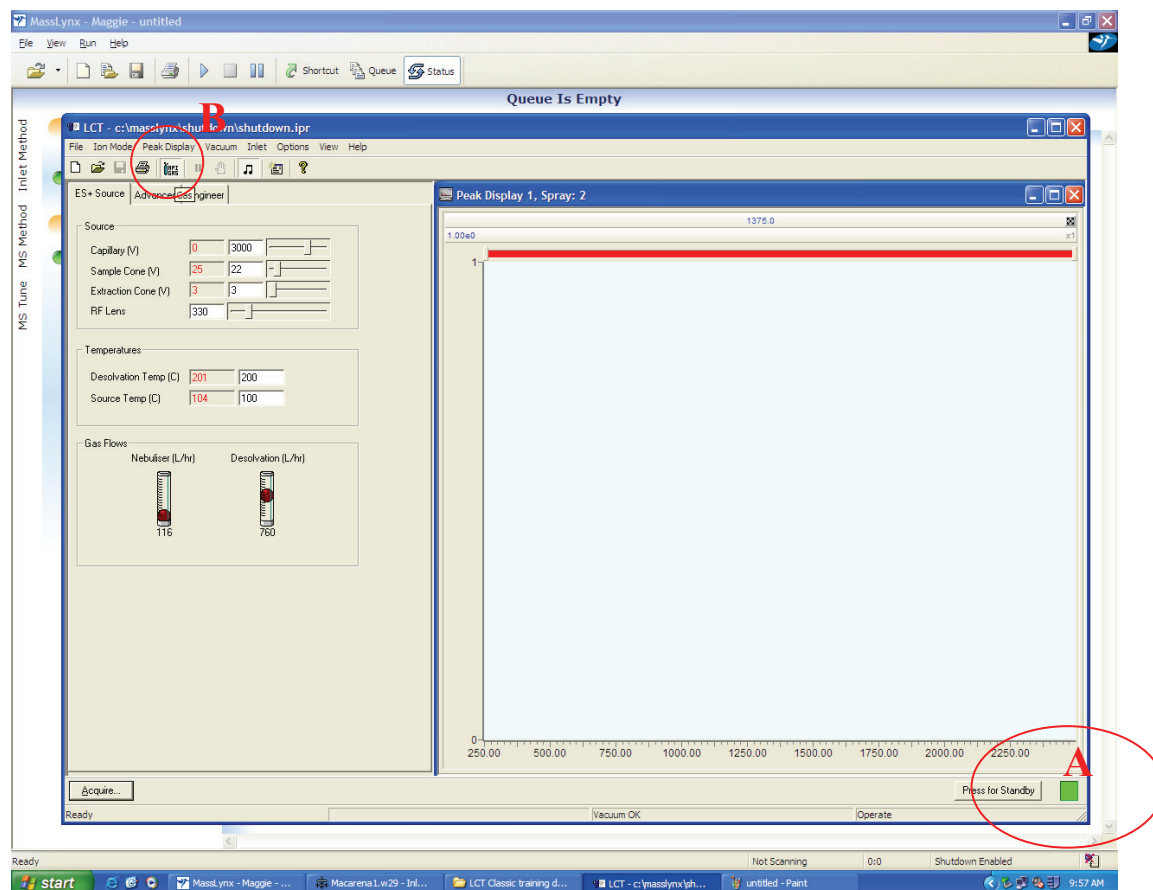 MassLynx - Maggie - untitled
File View Run Help
Shortcut Queue Status
Queue Is Empty
Inlet Method
MS Method
MS Tune
B
LCT - c:\masslynx\shutdown\shutdown.ipr
File Ion Mode Peak Display Vacuum Inlet Options View Help
ES+ Source Advanced Engineer
Gas
Peak Display 1, Spray: 2
1375.0
1.00e0 x1
Source
Capillary (V) 0 3000
Sample Cone (V) 25 22
Extraction Cone (V) 3 3
RF Lens 330
Temperatures
Desolvation Temp (C) 201 200
Source Temp (C) 104 100
Gas Flows
Nebuliser (L/hr) Desolvation (L/hr)
116 760
1
0
250.00 500.00 750.00 1000.00 1250.00 1500.00 1750.00 2000.00 2250.00
A
Acquire... Press for Standby
Ready Vacuum OK Operate
Ready Not Scanning 0:0 Shutdown Enabled
start MassLynx - Maggie - ... Macarena1.w29 - Inl... LCT Classic training d... LCT - c:\masslynx\sh... untitled - Paint 9:57 AM